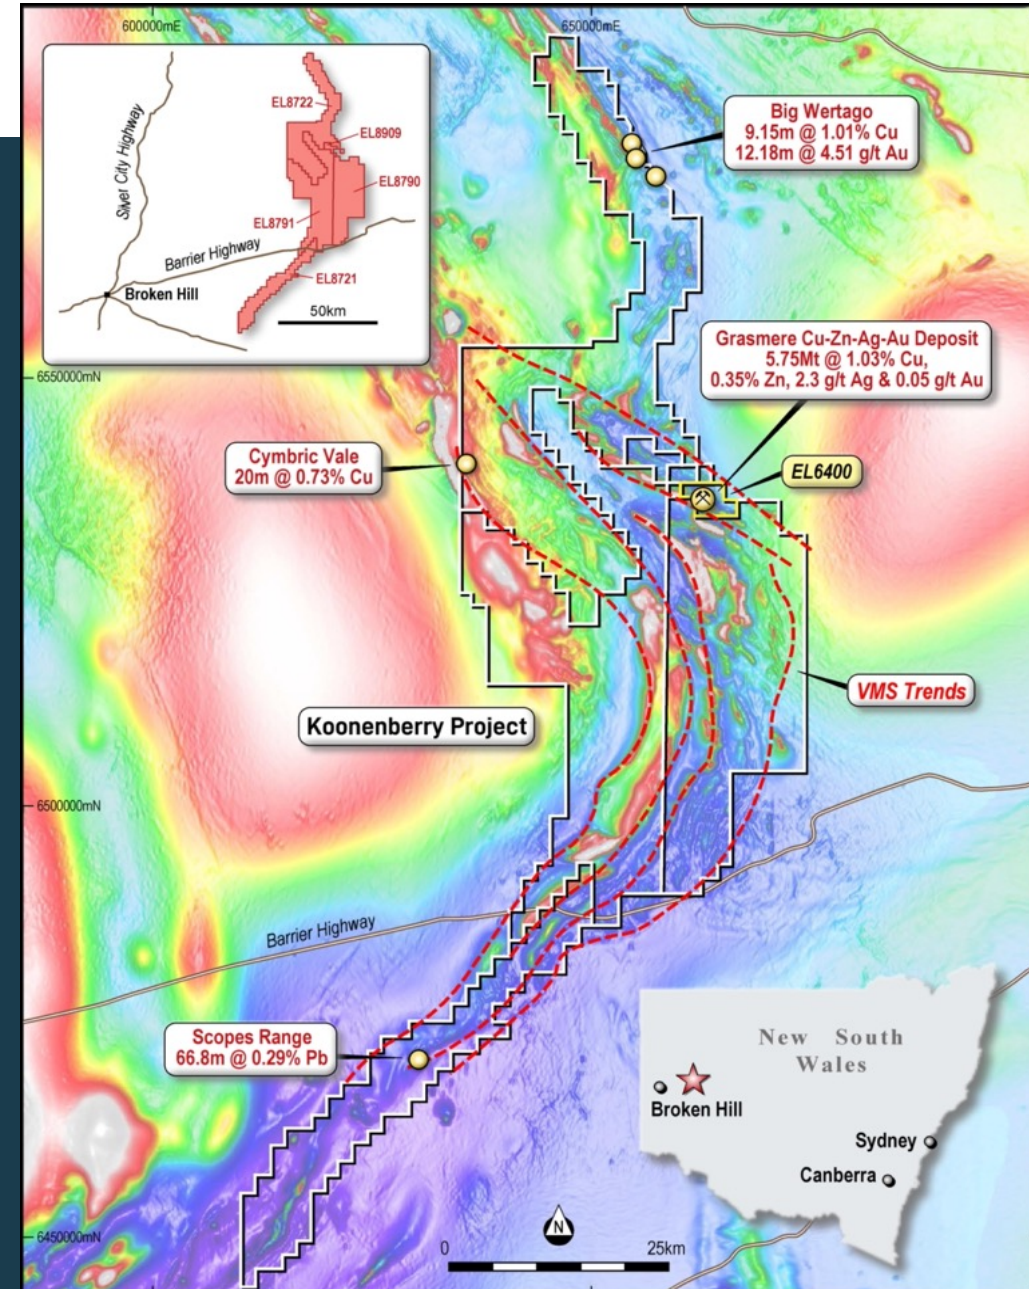 600000mE
650000mE
EL8722
EL8909
EL8790
EL8791
EL8721
Silver City Highway
Barrier Highway
Broken Hill
50km
Big Wertago
9.15m @ 1.01% Cu
12.18m @ 4.51 g/t Au
Grasmere Cu-Zn-Ag-Au Deposit
5.75Mt @ 1.03% Cu,
0.35% Zn, 2.3 g/t Ag & 0.05 g/t Au
6550000mN
Cymbric Vale
20m @ 0.73% Cu
EL6400
VMS Trends
Koonenberry Project
6500000mN
Barrier Highway
Scopes Range
66.8m @ 0.29% Pb
New South
Wales
Broken Hill
Sydney
Canberra
6450000mN
N
0
25km